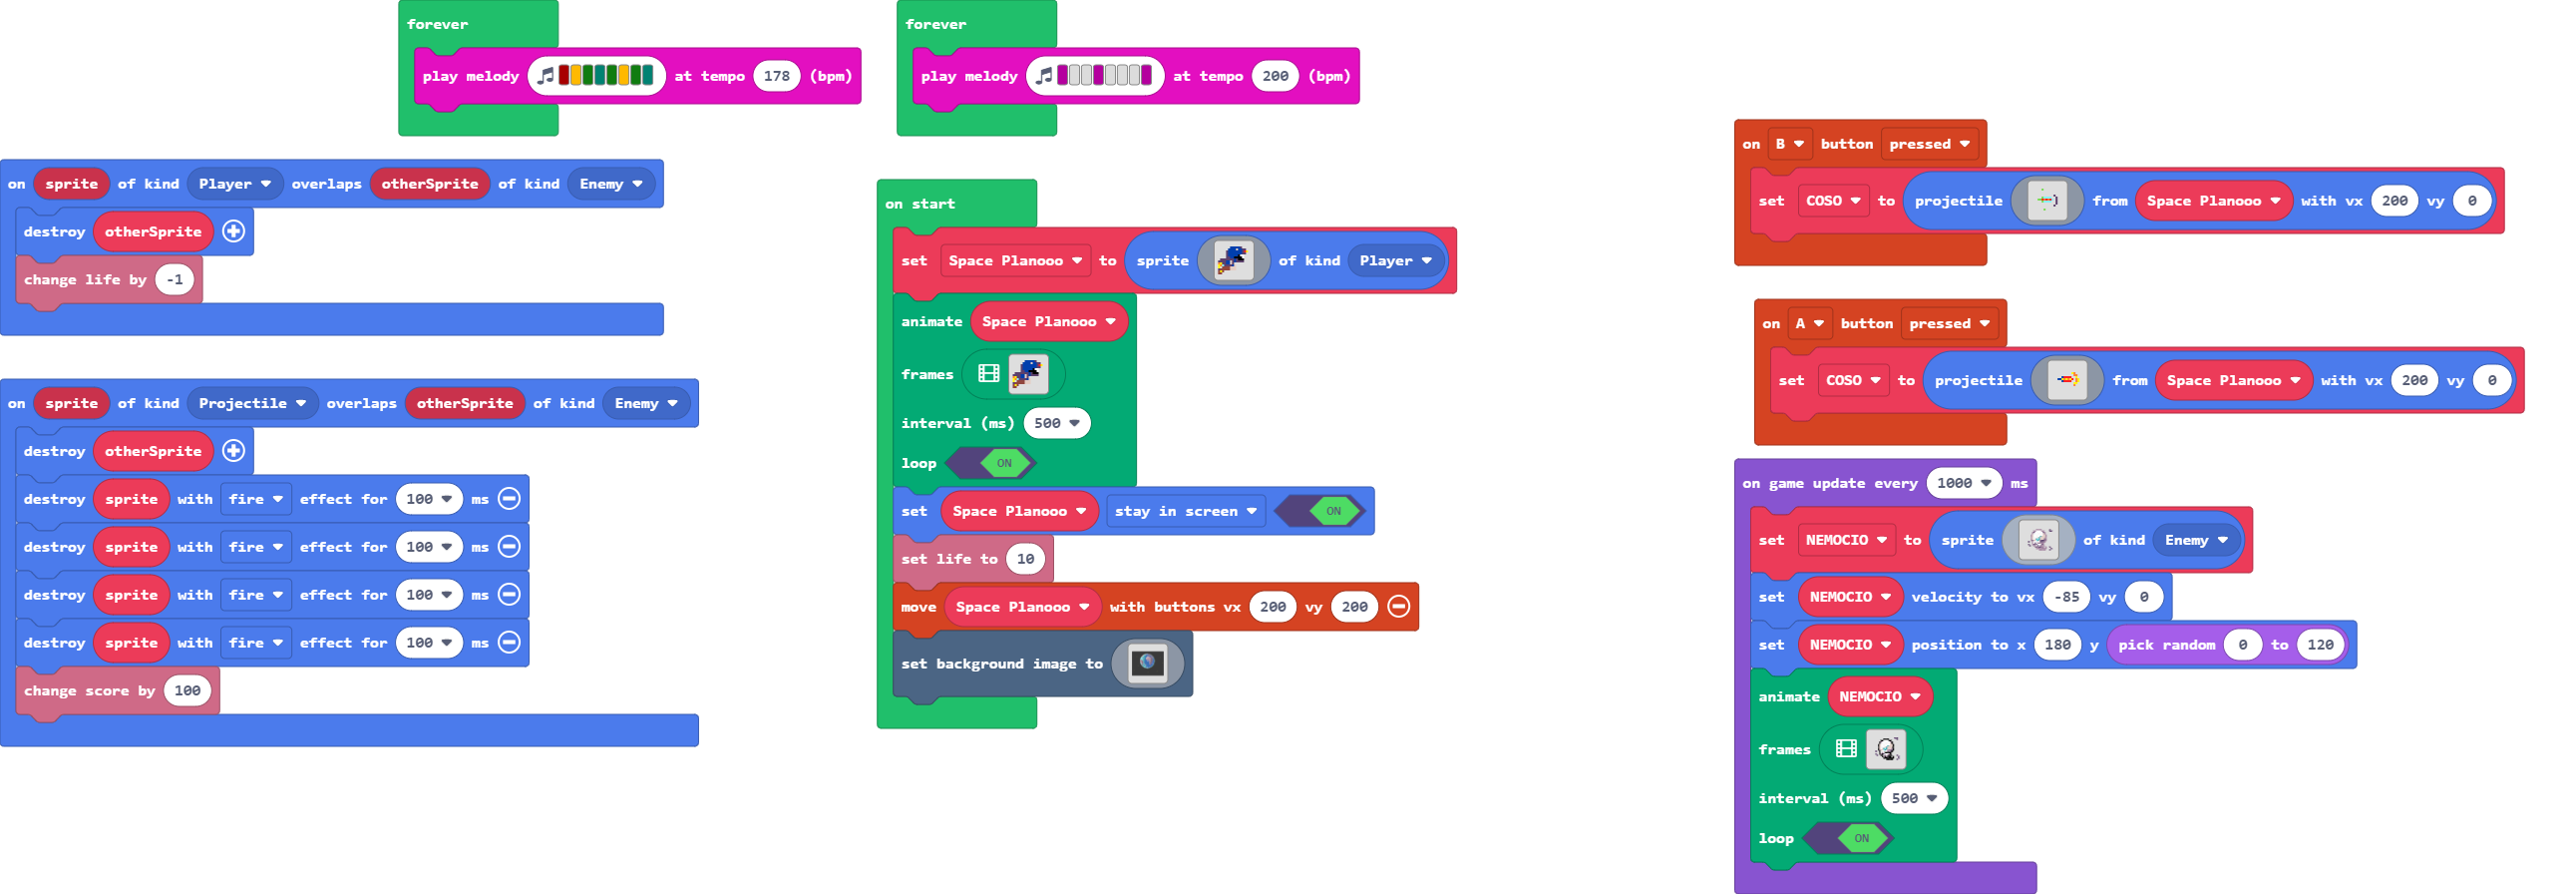 forever
play melody at tempo 178 (bpm)
forever
play melody at tempo 200 (bpm)
on sprite of kind Player overlaps otherSprite of kind Enemy
destroy otherSprite
change life by -1
on sprite of kind Projectile overlaps otherSprite of kind Enemy
destroy otherSprite
destroy sprite with fire effect for 100 ms
destroy sprite with fire effect for 100 ms
destroy sprite with fire effect for 100 ms
destroy sprite with fire effect for 100 ms
change score by 100
on start
set Space Planooo to sprite of kind Player
animate Space Planooo
frames
interval (ms) 500
loop ON
set Space Planooo stay in screen ON
set life to 10
move Space Planooo with buttons vx 200 vy 200
set background image to
on B button pressed
set COSO to projectile from Space Planooo with vx 200 vy 0
on A button pressed
set COSO to projectile from Space Planooo with vx 200 vy 0
on game update every 1000 ms
set NEMOCIO to sprite of kind Enemy
set NEMOCIO velocity to vx -85 vy 0
set NEMOCIO position to x 180 y pick random 0 to 120
animate NEMOCIO
frames
interval (ms) 500
loop ON